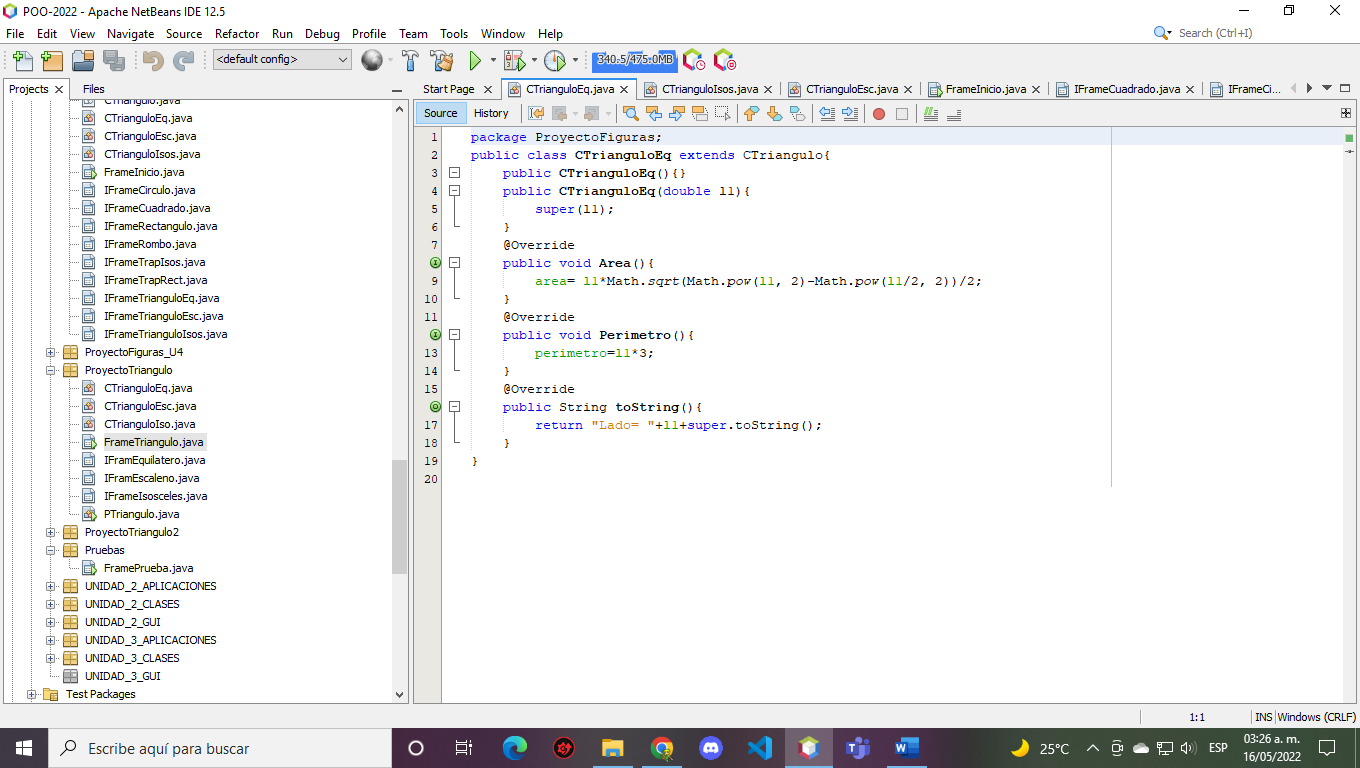 POO-2022 - Apache NetBeans IDE 12.5
File Edit View Navigate Source Refactor Run Debug Profile Team Tools Window Help
Search (Ctrl+I)
<default config>
340.5/475.0MB
Projects Files
Start Page CTrianguloEq.java CTrianguloIsos.java CTrianguloEsc.java FrameInicio.java IFrameCuadrado.java IFrameCi...
Source History
CTriangulo.java
CTrianguloEq.java
CTrianguloEsc.java
CTrianguloIsos.java
FrameInicio.java
IFrameCirculo.java
IFrameCuadrado.java
IFrameRectangulo.java
IFrameRombo.java
IFrameTrapIsos.java
IFrameTrapRect.java
IFrameTrianguloEq.java
IFrameTrianguloEsc.java
IFrameTrianguloIsos.java
ProyectoFiguras_U4
ProyectoTriangulo
CTrianguloEq.java
CTrianguloEsc.java
CTrianguloIso.java
FrameTriangulo.java
IFramEquilatero.java
IFramEscaleno.java
IFrameIsosceles.java
PTriangulo.java
ProyectoTriangulo2
Pruebas
FramePrueba.java
UNIDAD_2_APLICACIONES
UNIDAD_2_CLASES
UNIDAD_2_GUI
UNIDAD_3_APLICACIONES
UNIDAD_3_CLASES
UNIDAD_3_GUI
Test Packages
1 package ProyectoFiguras;
2 public class CTrianguloEq extends CTriangulo{
3 public CTrianguloEq(){}
4 public CTrianguloEq(double l1){
5 super(l1);
6 }
7 @Override
public void Area(){
9 area= l1*Math.sqrt(Math.pow(l1, 2)-Math.pow(l1/2, 2))/2;
10 }
11 @Override
public void Perimetro(){
13 perimetro=l1*3;
14 }
15 @Override
public String toString(){
17 return "Lado= "+l1+super.toString();
18 }
19 }
20
1:1 INS Windows (CRLF)
Escribe aquí para buscar
25°C
ESP
03:26 a. m.
16/05/2022